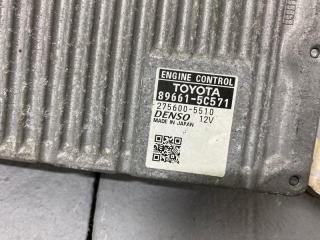 ENGINE CONTROL
TOYOTA
89661-5C571
275600-5510
DENSO 12V
MADE IN JAPAN